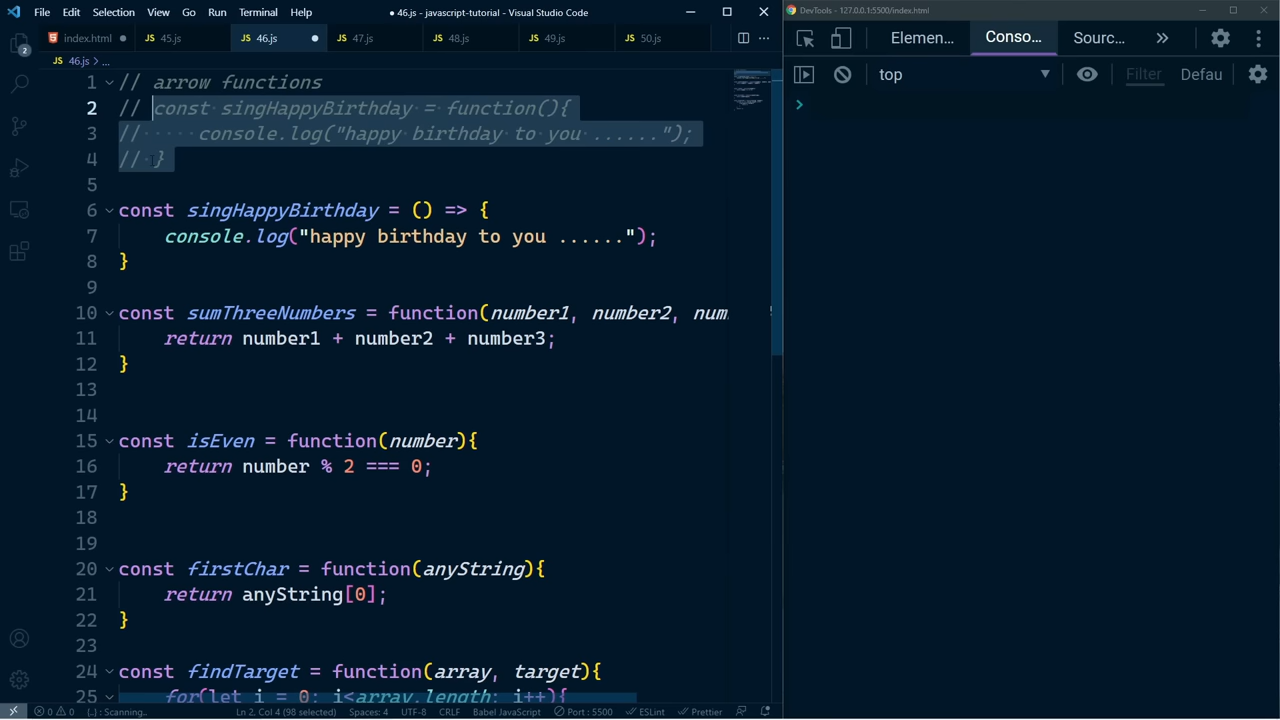 File Edit Selection View Go Run Terminal Help ● 46.js - javascript-tutorial - Visual Studio Code
DevTools - 127.0.0.1:5500/index.html
index.html ● JS 45.js JS 46.js ● JS 47.js JS 48.js JS 49.js JS 50.js
Elemen... Conso... Sourc...
JS 46.js > ...
top Filter Defau
1 // arrow functions
2 // const singHappyBirthday = function(){
3 // ····· console.log("happy birthday to you ......");
4 // · }
5
6 const singHappyBirthday = () => {
7 console.log("happy birthday to you ......");
8 }
9
10 const sumThreeNumbers = function(number1, number2, num
11 return number1 + number2 + number3;
12 }
13
14
15 const isEven = function(number){
16 return number % 2 === 0;
17 }
18
19
20 const firstChar = function(anyString){
21 return anyString[0];
22 }
23
24 const findTarget = function(array, target){
25 for(let i = 0; i<array.length; i++){
2
0 0 {..} : Scanning.. Ln 2, Col 4 (98 selected) Spaces: 4 UTF-8 CRLF Babel JavaScript Port : 5500 ESLint Prettier